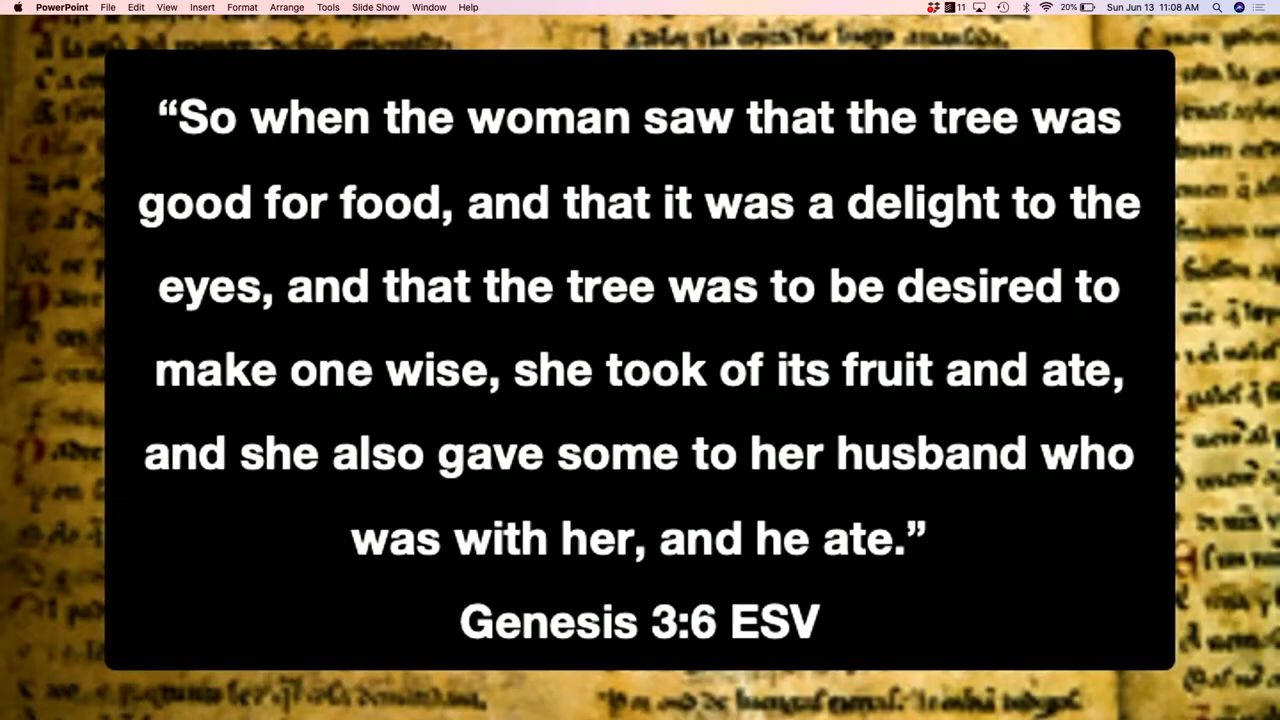 PowerPoint File Edit View Insert Format Arrange Tools Slide Show Window Help 11 20% Sun Jun 13 11:08 AM
“So when the woman saw that the tree was
good for food, and that it was a delight to the
eyes, and that the tree was to be desired to
make one wise, she took of its fruit and ate,
and she also gave some to her husband who
was with her, and he ate.”
Genesis 3:6 ESV